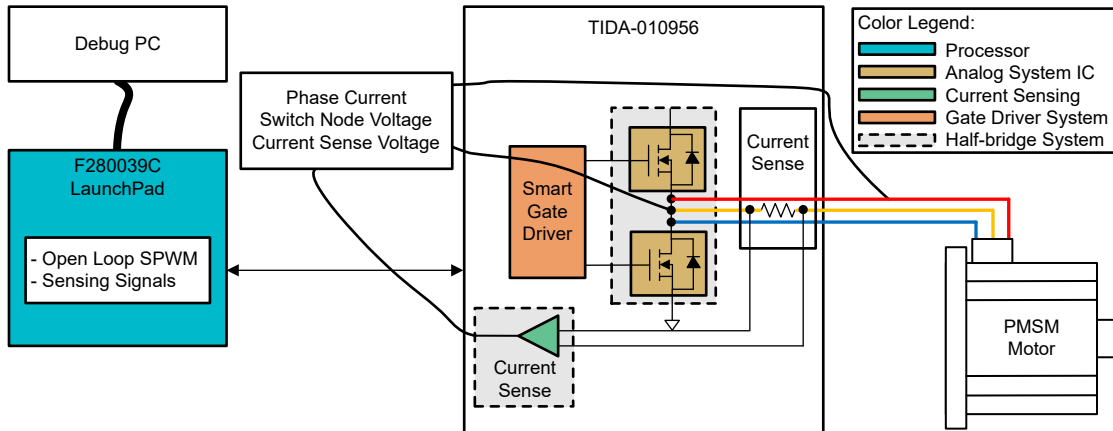 Debug PC
F280039C
LaunchPad
- Open Loop SPWM
- Sensing Signals
Phase Current
Switch Node Voltage
Current Sense Voltage
TIDA-010956
Smart
Gate
Driver
Current
Sense
Current
Sense
Color Legend:
Processor
Analog System IC
Current Sensing
Gate Driver System
Half-bridge System
PMSM
Motor